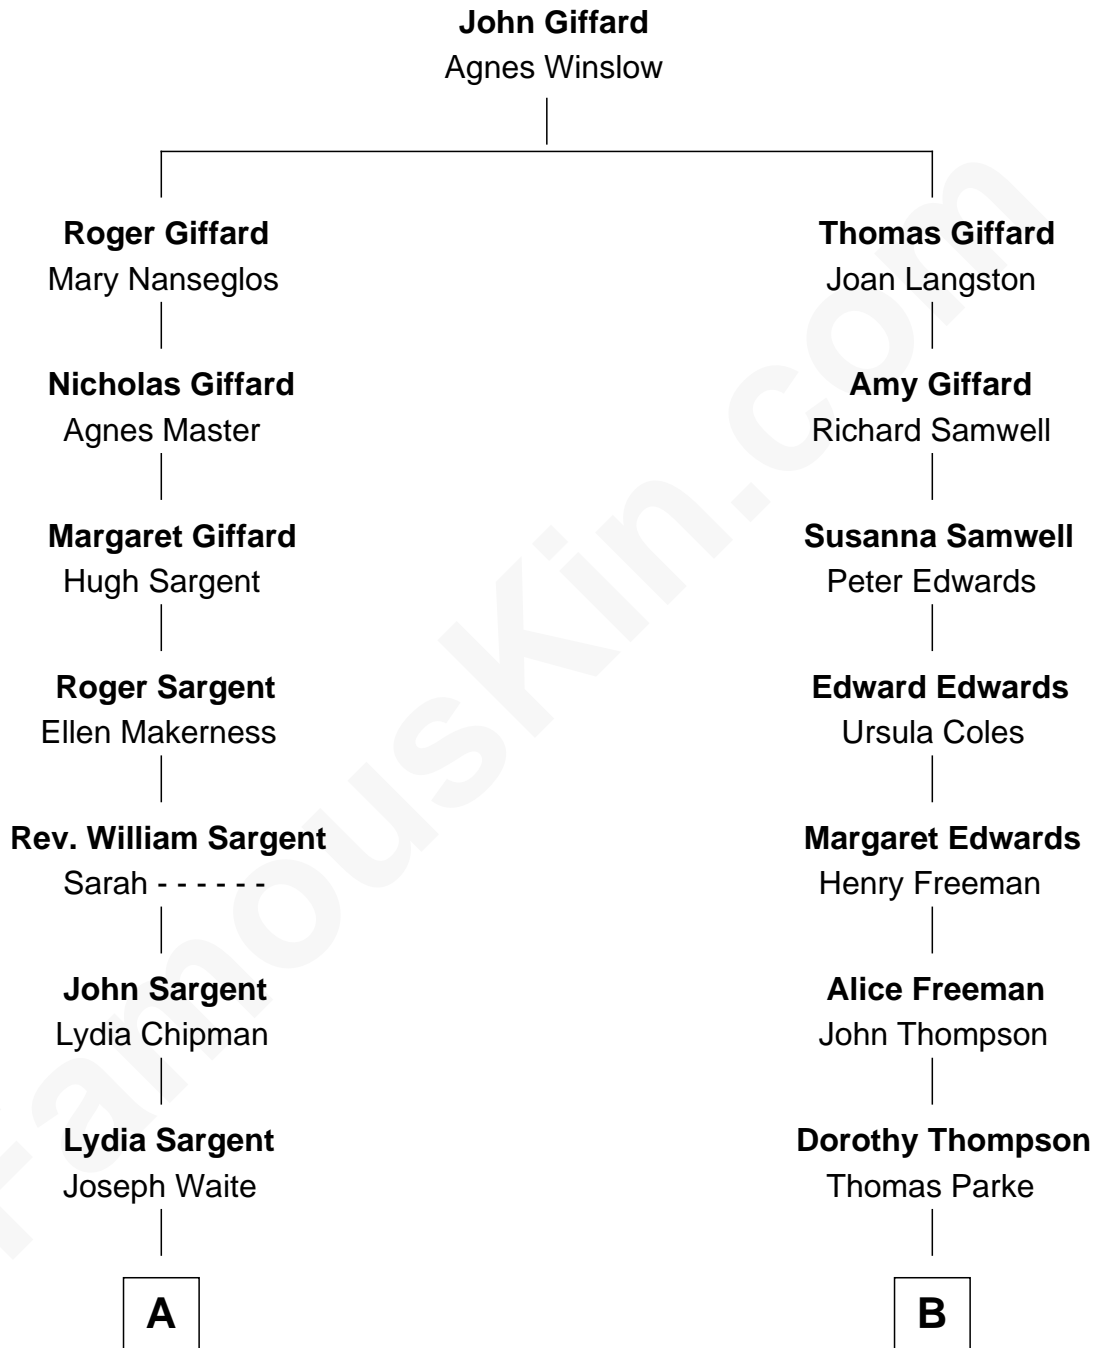 John Giffard
Agnes Winslow
Roger Giffard
Mary Nanseglos
Nicholas Giffard
Agnes Master
Margaret Giffard
Hugh Sargent
Roger Sargent
Ellen Makerness
Rev. William Sargent
Sarah - - - - - -
John Sargent
Lydia Chipman
Lydia Sargent
Joseph Waite
A
Thomas Giffard
Joan Langston
Amy Giffard
Richard Samwell
Susanna Samwell
Peter Edwards
Edward Edwards
Ursula Coles
Margaret Edwards
Henry Freeman
Alice Freeman
John Thompson
Dorothy Thompson
Thomas Parke
B
FamousKin.com